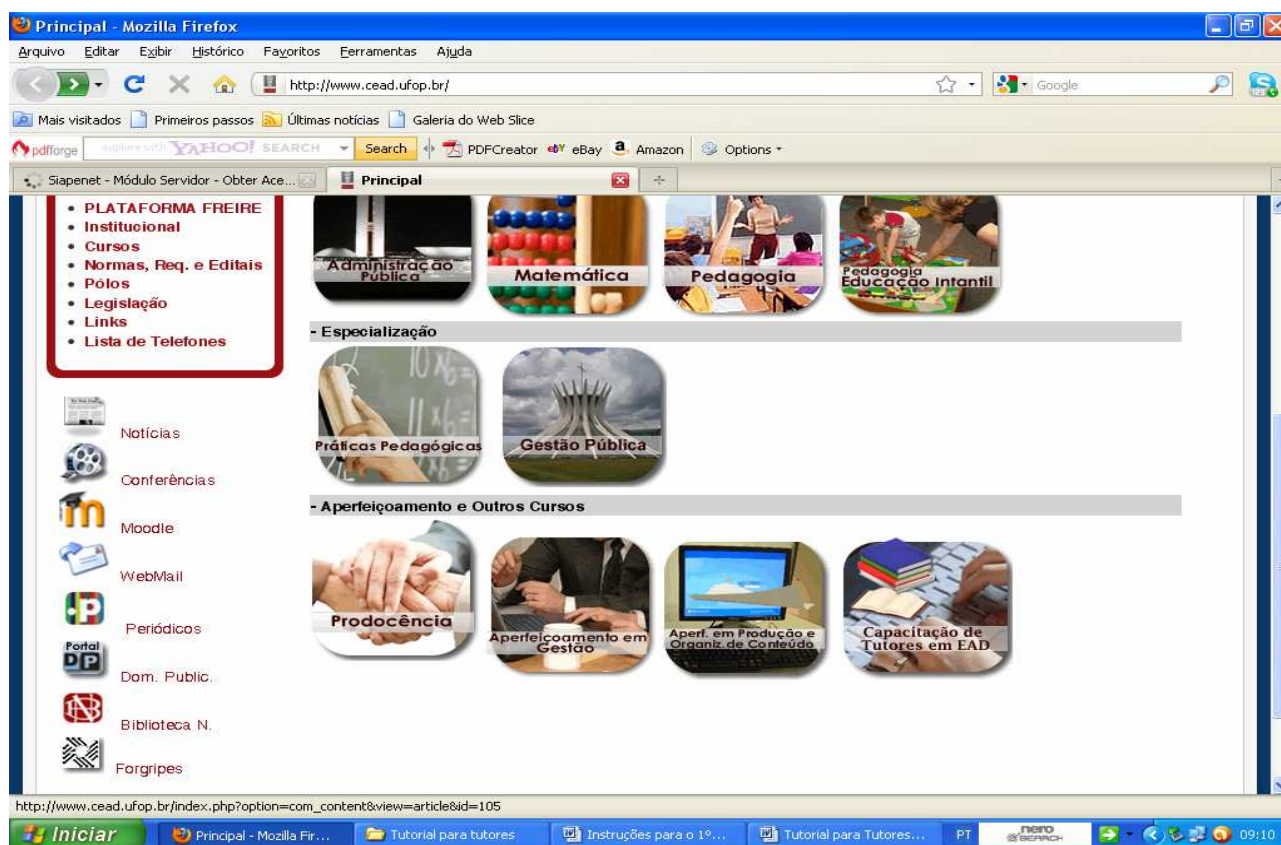 Principal - Mozilla Firefox
Arquivo Editar Exibir Histórico Favoritos Ferramentas Ajuda
http://www.cead.ufop.br/
Google
Mais visitados Primeiros passos Últimas notícias Galeria do Web Slice
pdfforge explore with YAHOO! SEARCH Search PDFCreator eBay Amazon Options
Siapenet - Módulo Servidor - Obter Ace...
Principal
PLATAFORMA FREIRE
Institucional
Cursos
Normas, Req. e Editais
Pólos
Legislação
Links
Lista de Telefones
Notícias
Conferências
Moodle
WebMail
Periódicos
Portal
DP
Dom. Public.
Biblioteca N.
Forgripes
Administração
Pública
Matemática
Pedagogia
Pedagogia
Educação Intantil
- Especialização
Práticas Pedagógicas
Gestão Pública
- Aperfeiçoamento e Outros Cursos
Prodocência
Aperfeiçoamento em
Gestão
Aperf. em Produção e
Organiz. de Conteúdo
Capacitação de
Tutores em EAD
http://www.cead.ufop.br/index.php?option=com_content&view=article&id=105
Iniciar
Principal - Mozilla Fir...
Tutorial para tutores
Instruções para o 1º...
Tutorial para Tutores...
PT
nero
SEARCH
09:10